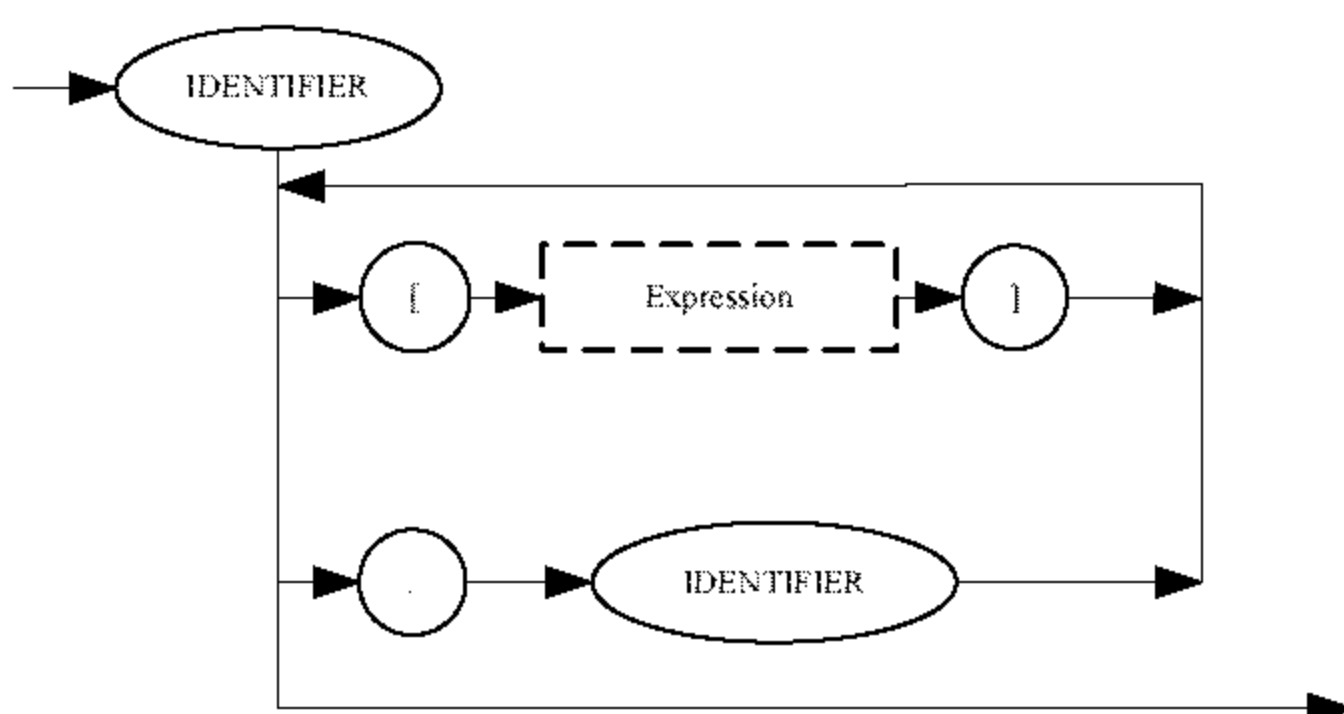 IDENTIFIER
[ Expression ]
. IDENTIFIER